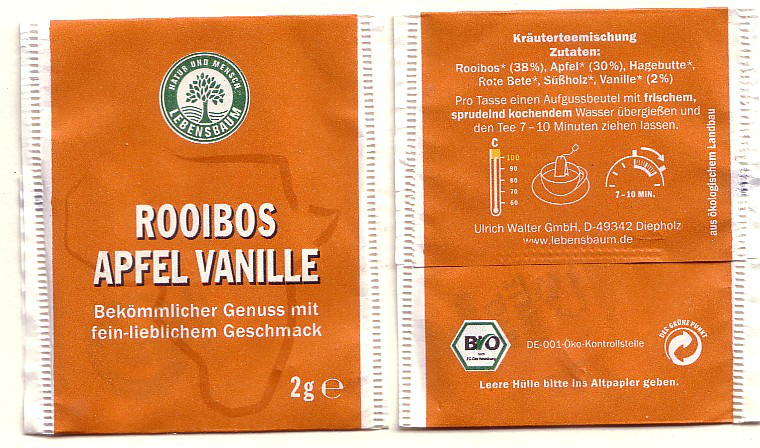 NATUR UND MENSCH
LEBENSBAUM
ROOIBOS
APFEL VANILLE
Bekömmlicher Genuss mit
fein-lieblichem Geschmack
2g ℮
Kräuterteemischung
Zutaten:
Rooibos* (38%), Apfel* (30%), Hagebutte*,
Rote Bete*, Süßholz*, Vanille* (2%)
Pro Tasse einen Aufgussbeutel mit frischem,
sprudelnd kochendem Wasser übergießen und
den Tee 7–10 Minuten ziehen lassen.
C
100
90
80
70
60
7–10 MIN.
Ulrich Walter GmbH, D-49342 Diepholz
www.lebensbaum.de
aus ökologischem Landbau
BIO
nach
EG-Öko-Verordnung
DE-001-Öko-Kontrollstelle
DER GRÜNE PUNKT
Leere Hülle bitte ins Altpapier geben.